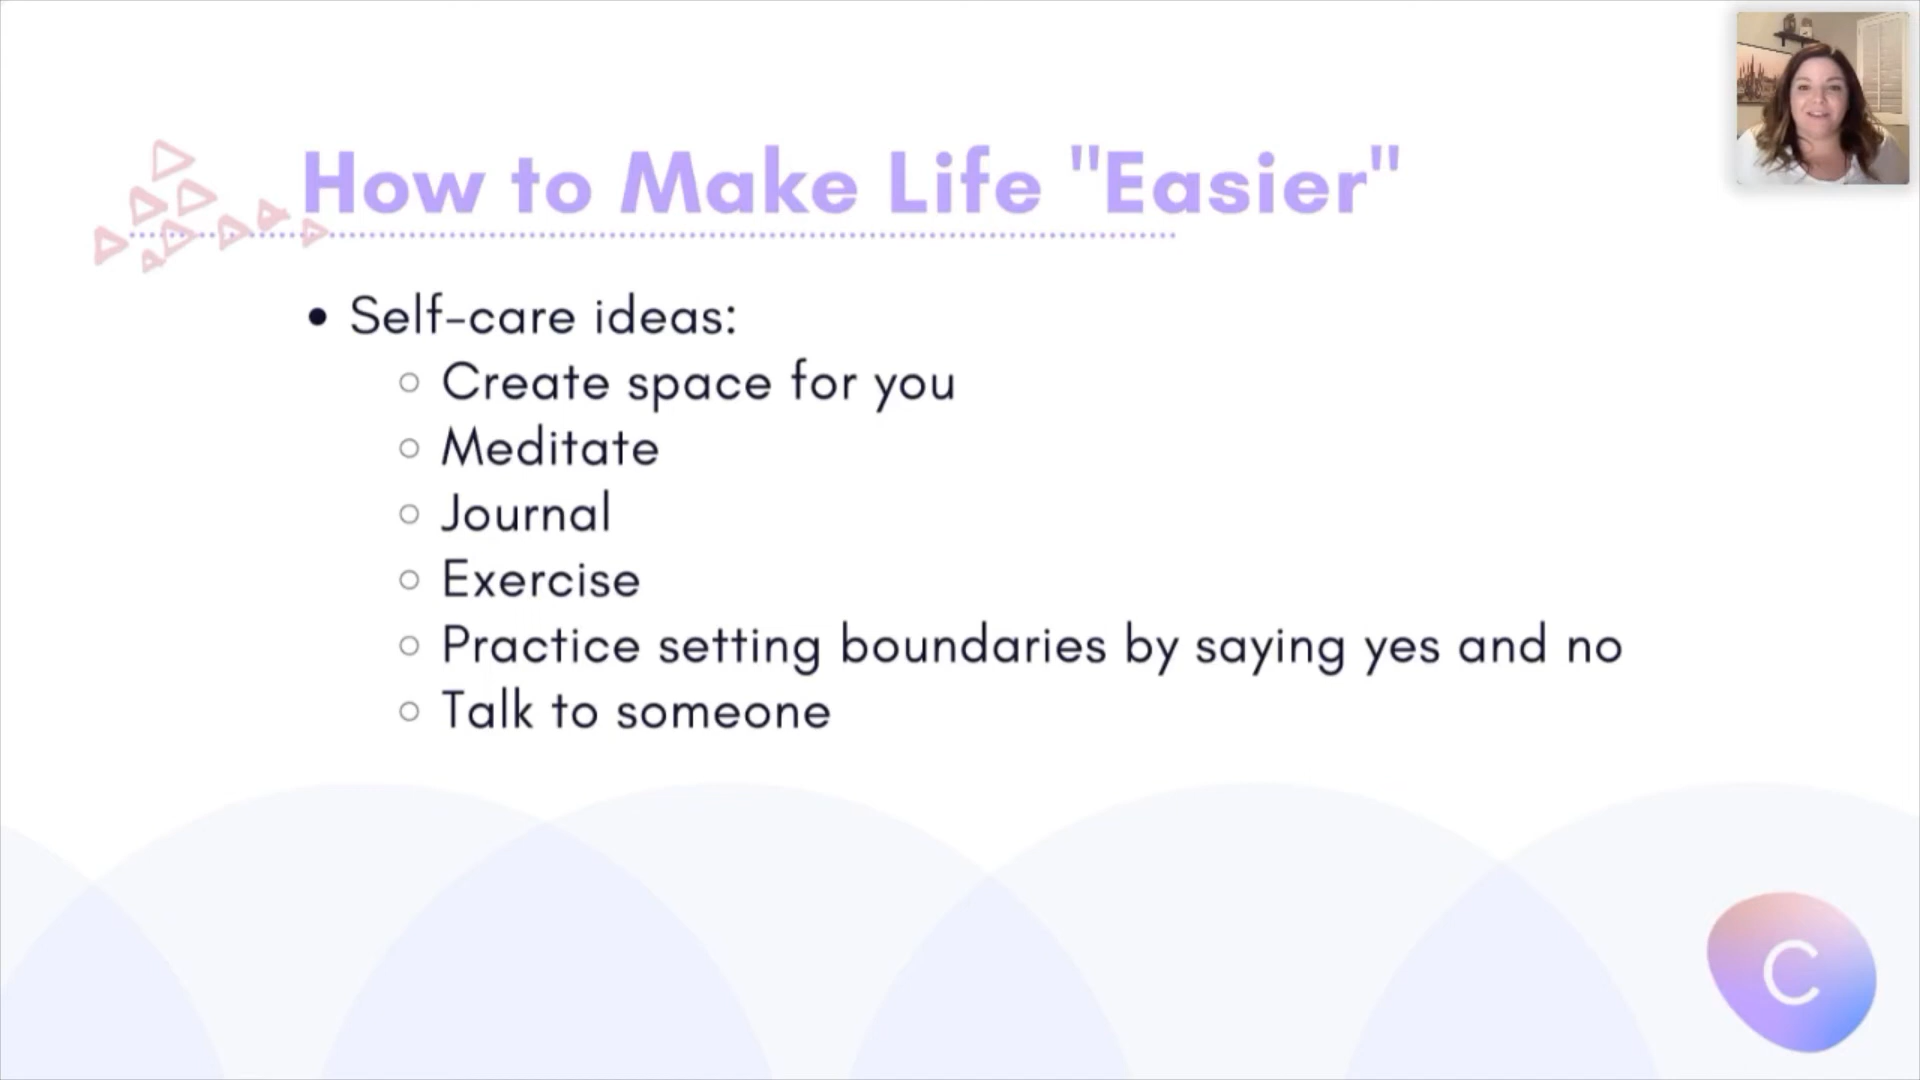 How to Make Life "Easier"
Self-care ideas:
Create space for you
Meditate
Journal
Exercise
Practice setting boundaries by saying yes and no
Talk to someone
C